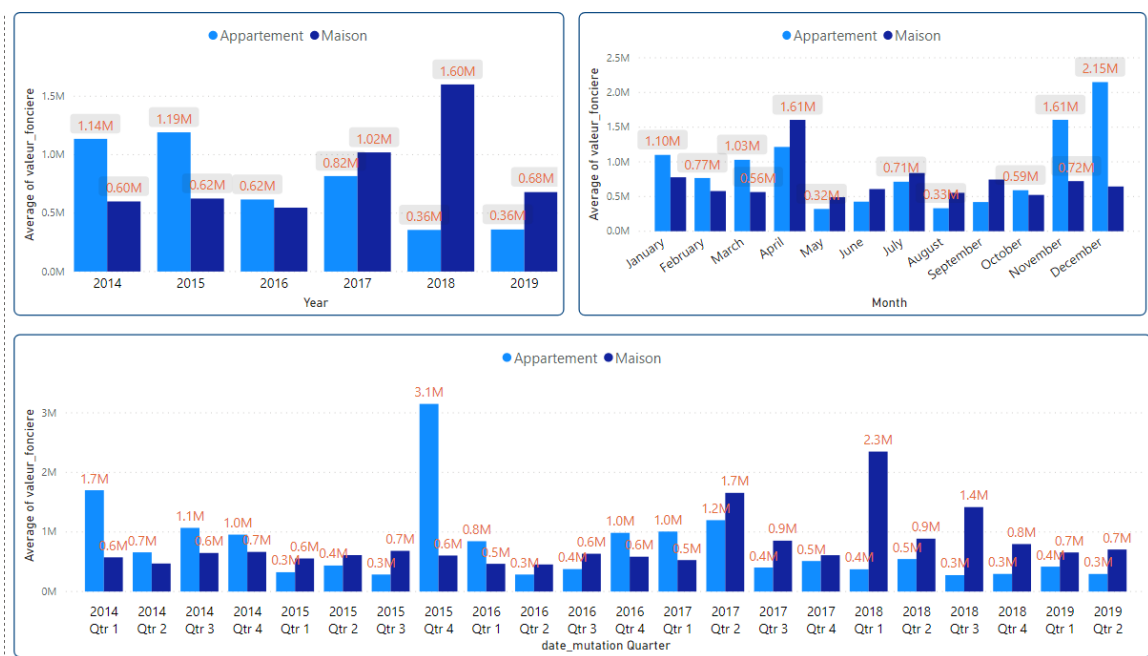 Appartement Maison
Average of valeur_fonciere
1.5M
1.0M
0.5M
0.0M
1.14M
0.60M
1.19M
0.62M
0.62M
0.82M
1.02M
0.36M
1.60M
0.36M
0.68M
2014 2015 2016 2017 2018 2019
Year
Appartement Maison
Average of valeur_fonciere
2.5M
2.0M
1.5M
1.0M
0.5M
0.0M
1.10M
0.77M
1.03M
0.56M
1.61M
0.32M
0.71M
0.33M
0.59M
1.61M
0.72M
2.15M
January February March April May June July August September October November December
Month
Appartement Maison
Average of valeur_fonciere
3M
2M
1M
0M
1.7M
0.6M
0.7M
1.1M
0.6M
1.0M
0.7M
0.3M
0.6M
0.4M
0.3M
0.7M
3.1M
0.6M
0.8M
0.5M
0.3M
0.4M
0.6M
1.0M
0.6M
1.0M
0.5M
1.2M
1.7M
0.4M
0.9M
0.5M
0.4M
2.3M
0.5M
0.9M
0.3M
1.4M
0.3M
0.8M
0.4M
0.7M
0.3M
0.7M
2014 2014 2014 2014 2015 2015 2015 2015 2016 2016 2016 2016 2017 2017 2017 2017 2018 2018 2018 2018 2019 2019
Qtr 1 Qtr 2 Qtr 3 Qtr 4 Qtr 1 Qtr 2 Qtr 3 Qtr 4 Qtr 1 Qtr 2 Qtr 3 Qtr 4 Qtr 1 Qtr 2 Qtr 3 Qtr 4 Qtr 1 Qtr 2 Qtr 3 Qtr 4 Qtr 1 Qtr 2
date_mutation Quarter